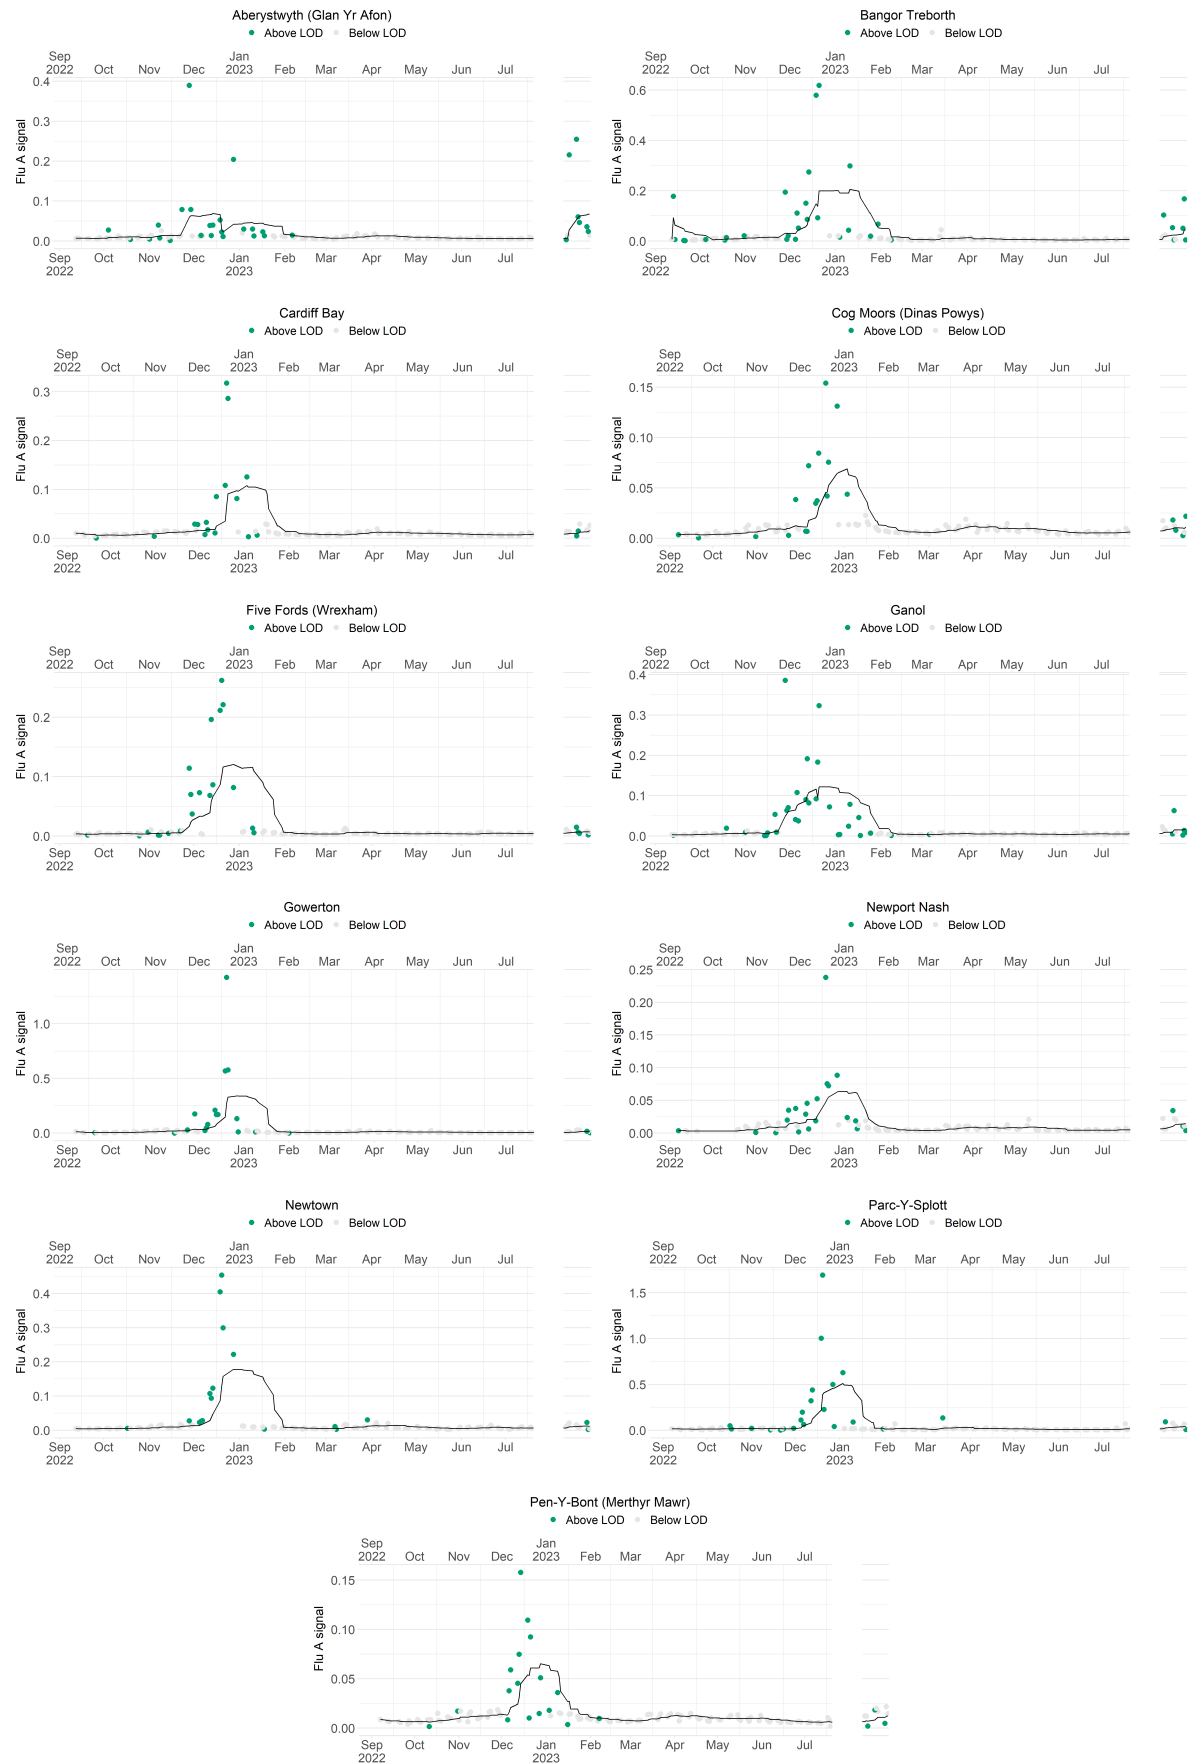 Aberystwyth (Glan Yr Afon)
Above LOD Below LOD
Sep 2022 Oct Nov Dec Jan 2023 Feb Mar Apr May Jun Jul
Flu A signal
0.4
0.3
0.2
0.1
0.0
Sep 2022 Oct Nov Dec Jan 2023 Feb Mar Apr May Jun Jul
Bangor Treborth
Above LOD Below LOD
Sep 2022 Oct Nov Dec Jan 2023 Feb Mar Apr May Jun Jul
Flu A signal
0.6
0.4
0.2
0.0
Sep 2022 Oct Nov Dec Jan 2023 Feb Mar Apr May Jun Jul
Cardiff Bay
Above LOD Below LOD
Sep 2022 Oct Nov Dec Jan 2023 Feb Mar Apr May Jun Jul
Flu A signal
0.3
0.2
0.1
0.0
Sep 2022 Oct Nov Dec Jan 2023 Feb Mar Apr May Jun Jul
Cog Moors (Dinas Powys)
Above LOD Below LOD
Sep 2022 Oct Nov Dec Jan 2023 Feb Mar Apr May Jun Jul
Flu A signal
0.15
0.10
0.05
0.00
Sep 2022 Oct Nov Dec Jan 2023 Feb Mar Apr May Jun Jul
Five Fords (Wrexham)
Above LOD Below LOD
Sep 2022 Oct Nov Dec Jan 2023 Feb Mar Apr May Jun Jul
Flu A signal
0.2
0.1
0.0
Sep 2022 Oct Nov Dec Jan 2023 Feb Mar Apr May Jun Jul
Ganol
Above LOD Below LOD
Sep 2022 Oct Nov Dec Jan 2023 Feb Mar Apr May Jun Jul
Flu A signal
0.4
0.3
0.2
0.1
0.0
Sep 2022 Oct Nov Dec Jan 2023 Feb Mar Apr May Jun Jul
Gowerton
Above LOD Below LOD
Sep 2022 Oct Nov Dec Jan 2023 Feb Mar Apr May Jun Jul
Flu A signal
1.0
0.5
0.0
Sep 2022 Oct Nov Dec Jan 2023 Feb Mar Apr May Jun Jul
Newport Nash
Above LOD Below LOD
Sep 2022 Oct Nov Dec Jan 2023 Feb Mar Apr May Jun Jul
Flu A signal
0.25
0.20
0.15
0.10
0.05
0.00
Sep 2022 Oct Nov Dec Jan 2023 Feb Mar Apr May Jun Jul
Newtown
Above LOD Below LOD
Sep 2022 Oct Nov Dec Jan 2023 Feb Mar Apr May Jun Jul
Flu A signal
0.4
0.3
0.2
0.1
0.0
Sep 2022 Oct Nov Dec Jan 2023 Feb Mar Apr May Jun Jul
Parc-Y-Splott
Above LOD Below LOD
Sep 2022 Oct Nov Dec Jan 2023 Feb Mar Apr May Jun Jul
Flu A signal
1.5
1.0
0.5
0.0
Sep 2022 Oct Nov Dec Jan 2023 Feb Mar Apr May Jun Jul
Pen-Y-Bont (Merthyr Mawr)
Above LOD Below LOD
Sep 2022 Oct Nov Dec Jan 2023 Feb Mar Apr May Jun Jul
Flu A signal
0.15
0.10
0.05
0.00
Sep 2022 Oct Nov Dec Jan 2023 Feb Mar Apr May Jun Jul